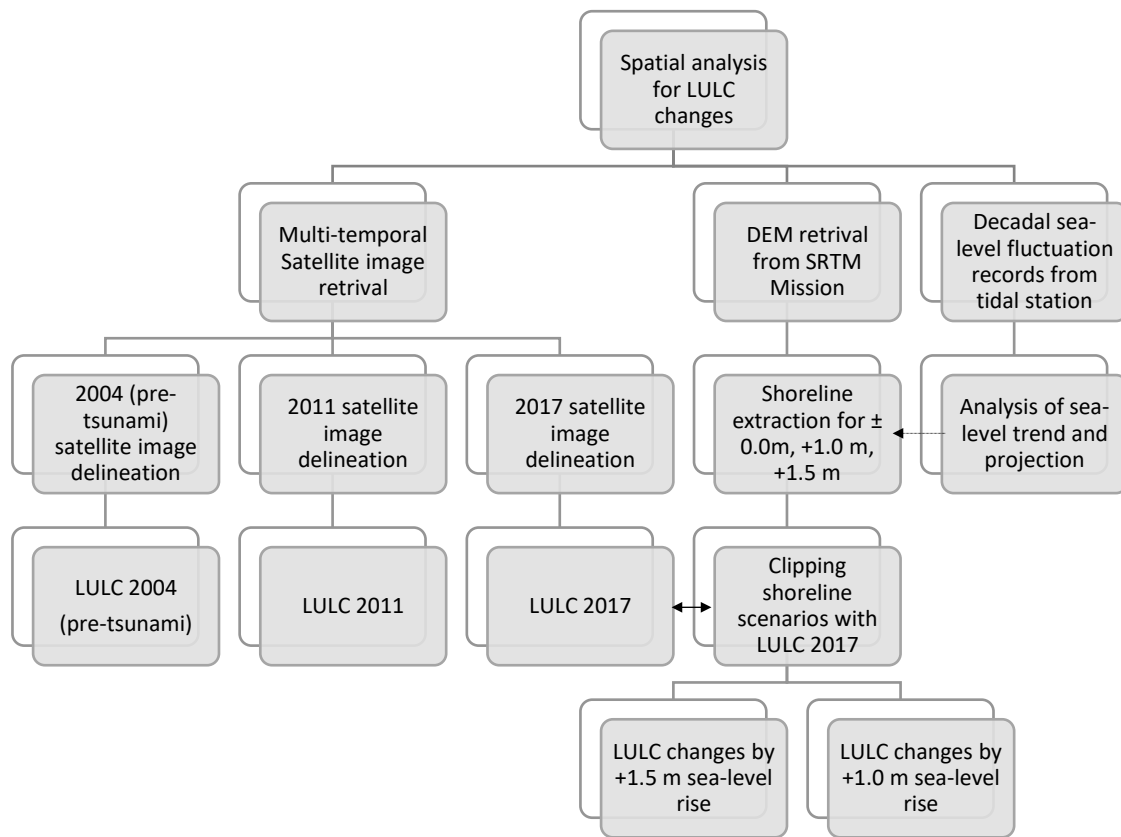 Spatial analysis
for LULC
changes
Multi-temporal
Satellite image
retrival
DEM retrival
from SRTM
Mission
Decadal sea-
level fluctuation
records from
tidal station
2004 (pre-
tsunami)
satellite image
delineation
2011 satellite
image
delineation
2017 satellite
image
delineation
Shoreline
extraction for ±
0.0m, +1.0 m,
+1.5 m
Analysis of sea-
level trend and
projection
LULC 2004
(pre-tsunami)
LULC 2011
LULC 2017
Clipping
shoreline
scenarios with
LULC 2017
LULC changes by
+1.5 m sea-level
rise
LULC changes by
+1.0 m sea-level
rise